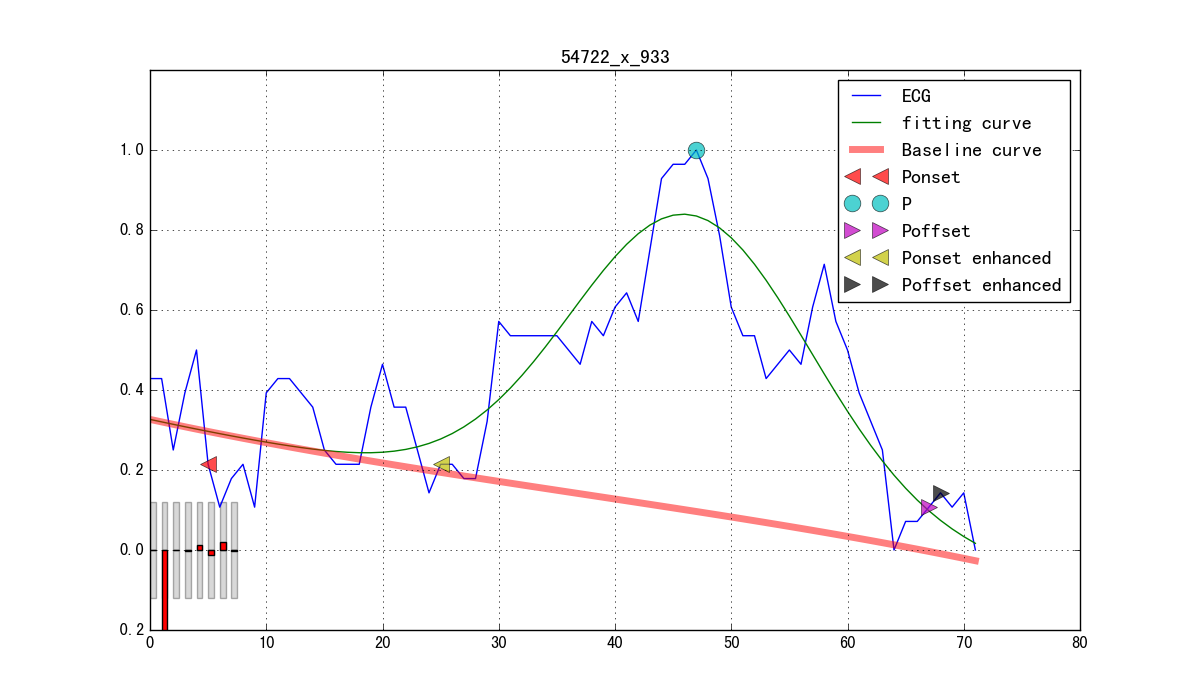 54722_x_933
ECG
fitting curve
Baseline curve
Ponset
P
Poffset
Ponset enhanced
Poffset enhanced
1.0
0.8
0.6
0.4
0.2
0.0
0.2
0 10 20 30 40 50 60 70 80